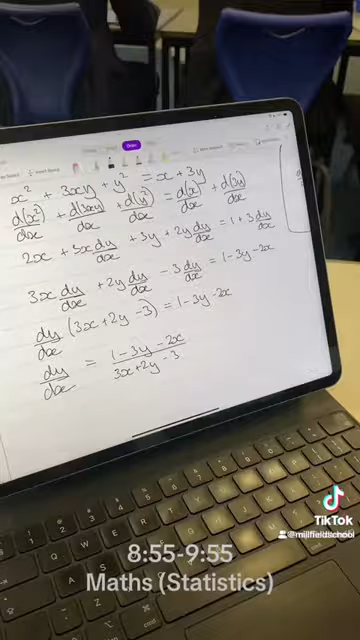 Draw
x² + 3xy + y² = x + 3y
d(x²)/dx + d(3xy)/dx + d(y²)/dx = d(x)/dx + d(3y)/dx
2x + 3x dy/dx + 3y + 2y dy/dx = 1 + 3 dy/dx
3x dy/dx + 2y dy/dx - 3 dy/dx = 1 - 3y - 2x
dy/dx (3x + 2y - 3) = 1 - 3y - 2x
dy/dx = (1 - 3y - 2x)/(3x + 2y - 3)
TikTok
@millfieldschool
8:55-9:55
Maths (Statistics)